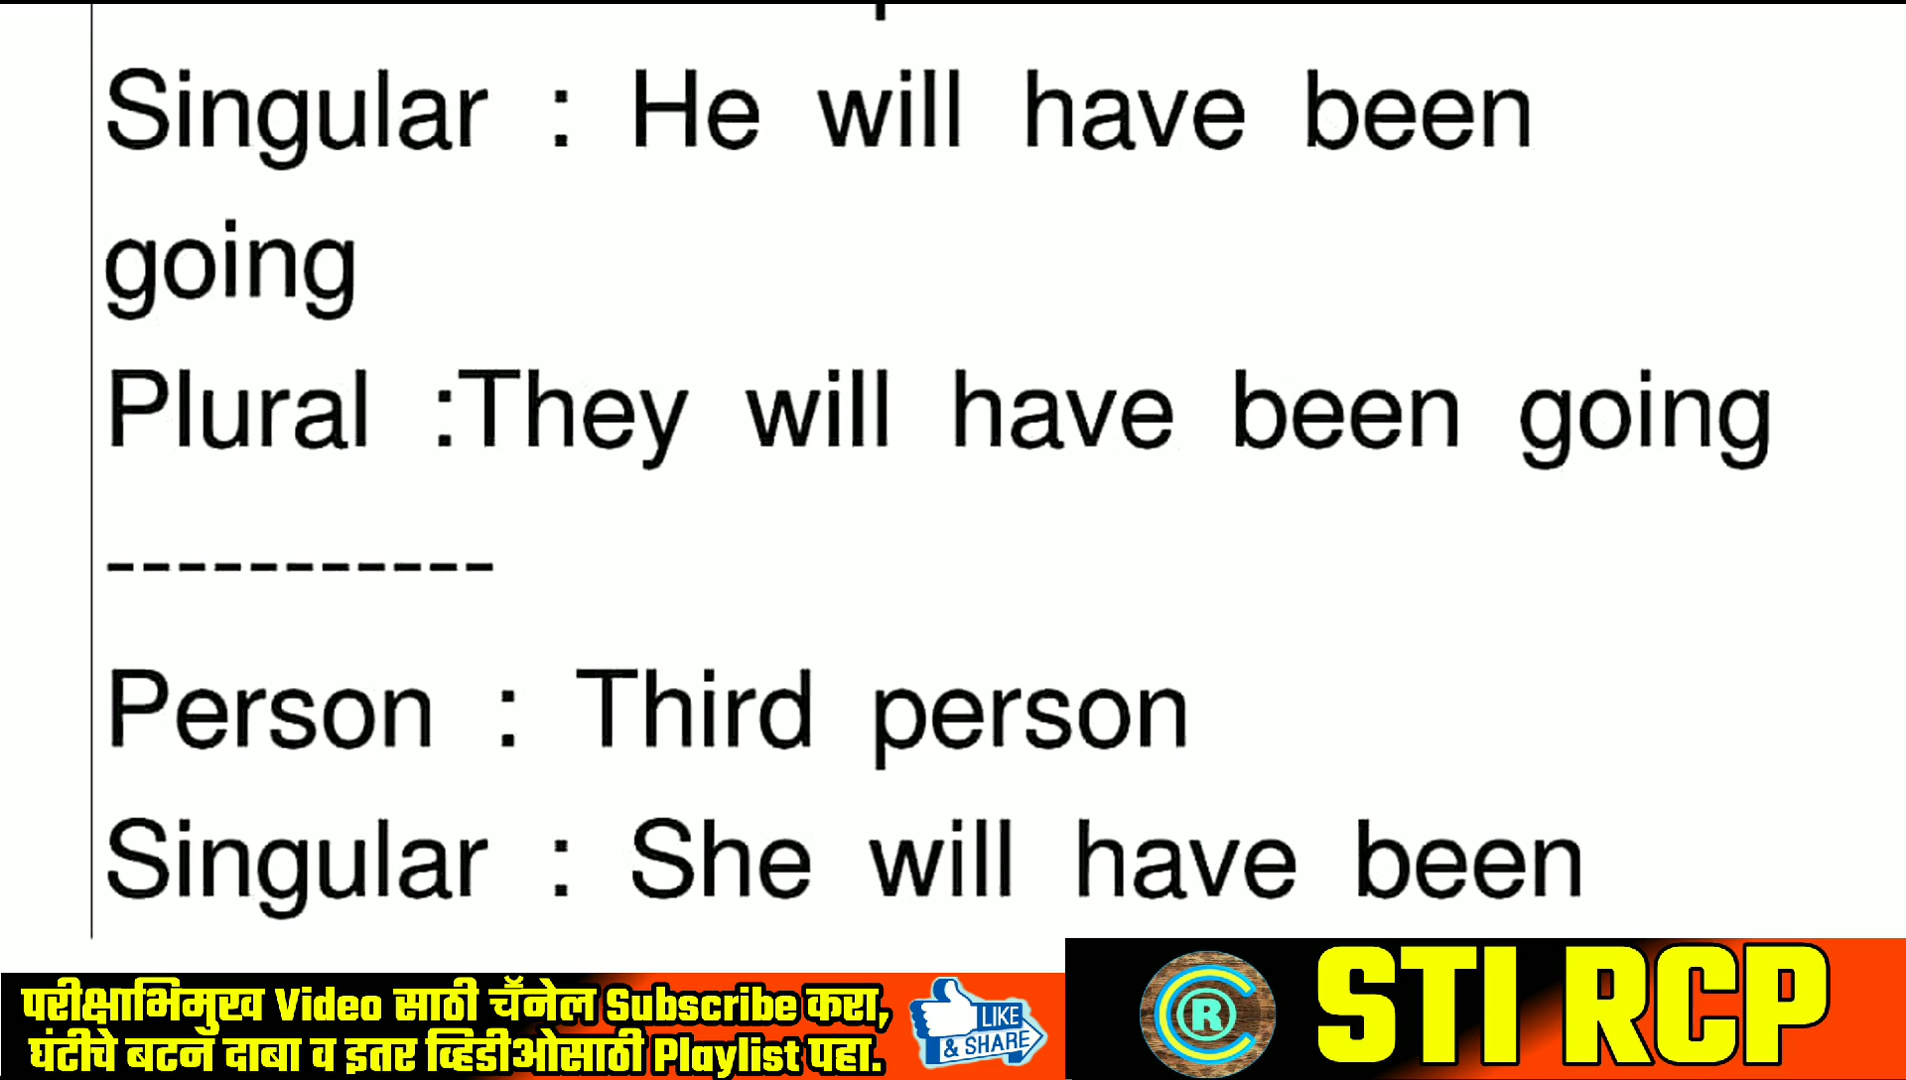 Singular : He will have been
going
Plural :They will have been going
-----------
Person : Third person
Singular : She will have been
परीक्षाभिमुख Video साठी चॅनेल Subscribe करा,
घंटीचे बटन दाबा व इतर व्हिडीओसाठी Playlist पहा.
LIKE
& SHARE
R
STI RCP